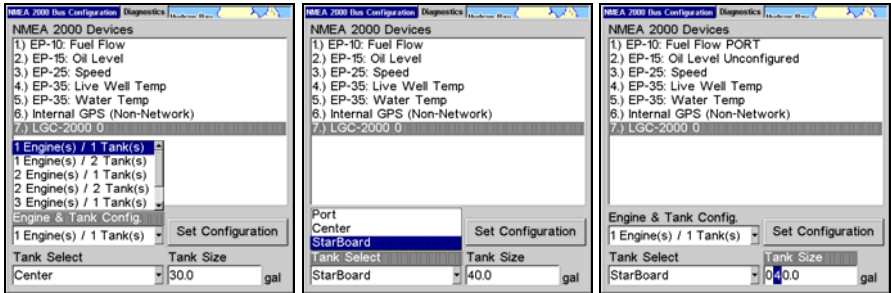 NMEA 2000 Bus Configuration Diagnostics
NMEA 2000 Devices
1.) EP-10: Fuel Flow
2.) EP-15: Oil Level
3.) EP-25: Speed
4.) EP-35: Live Well Temp
5.) EP-35: Water Temp
6.) Internal GPS (Non-Network)
7.) LGC-2000 0
1 Engine(s) / 1 Tank(s)
1 Engine(s) / 2 Tank(s)
2 Engine(s) / 1 Tank(s)
2 Engine(s) / 2 Tank(s)
3 Engine(s) / 1 Tank(s)
Engine & Tank Config.
1 Engine(s) / 1 Tank(s) Set Configuration
Tank Select Tank Size
Center 30.0 gal
NMEA 2000 Bus Configuration Diagnostics
NMEA 2000 Devices
1.) EP-10: Fuel Flow
2.) EP-15: Oil Level
3.) EP-25: Speed
4.) EP-35: Live Well Temp
5.) EP-35: Water Temp
6.) Internal GPS (Non-Network)
7.) LGC-2000 0
Port
Center
StarBoard
Set Configuration
Tank Select Tank Size
StarBoard 40.0 gal
NMEA 2000 Bus Configuration Diagnostics
NMEA 2000 Devices
1.) EP-10: Fuel Flow PORT
2.) EP-15: Oil Level Unconfigured
3.) EP-25: Speed
4.) EP-35: Live Well Temp
5.) EP-35: Water Temp
6.) Internal GPS (Non-Network)
7.) LGC-2000 0
Engine & Tank Config.
1 Engine(s) / 1 Tank(s) Set Configuration
Tank Select Tank Size
StarBoard 040.0 gal